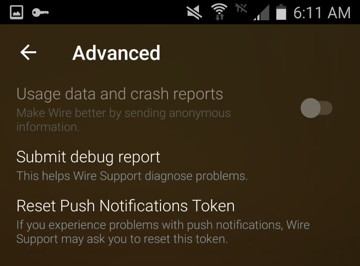 6:11 AM
Advanced
Usage data and crash reports
Make Wire better by sending anonymous
information.
Submit debug report
This helps Wire Support diagnose problems.
Reset Push Notifications Token
If you experience problems with push notifications, Wire
Support may ask you to reset this token.